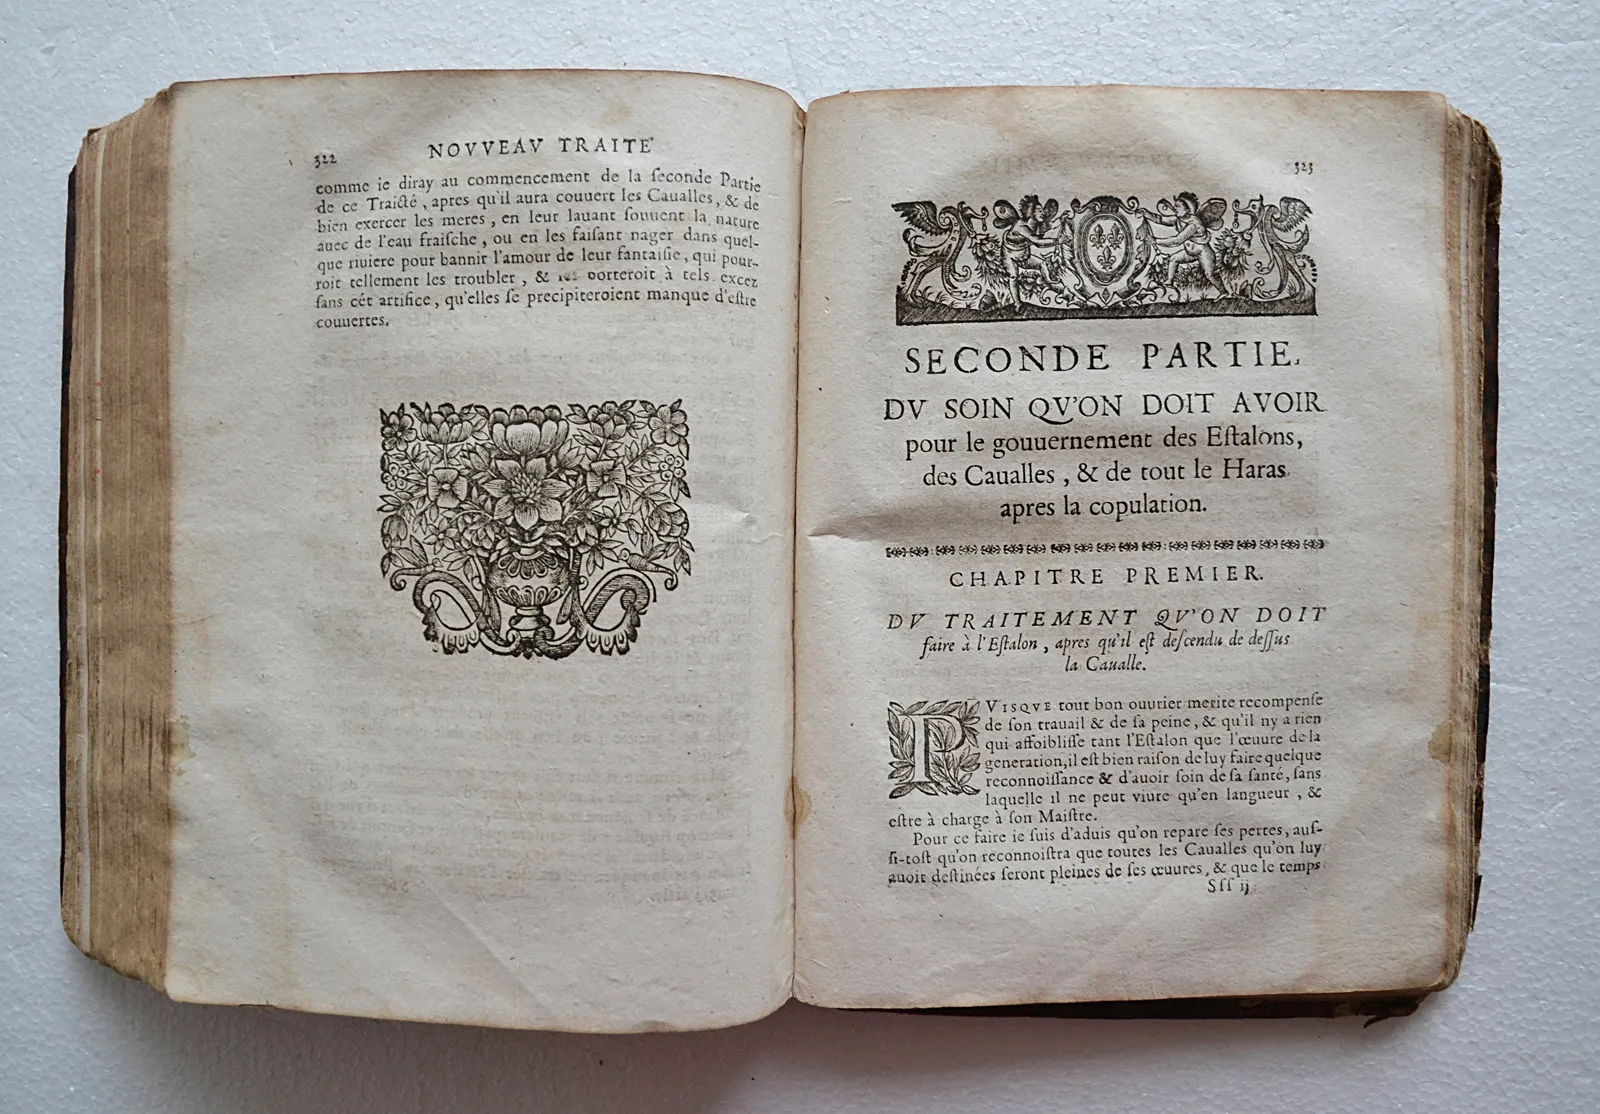 322
NOVVEAV TRAITE'
comme ie diray au commencement de la ſeconde Partie
de ce Traicté, apres qu'il aura couuert les Caualles, & de
bien exercer les meres, en leur lauant ſouuent la nature
auec de l'eau fraiſche, ou en les faiſant nager dans quel-
que riuiere pour bannir l'amour de leur fantaiſie, qui pour-
roit tellement les troubler, & les porteroit à tels excez
ſans cét artifice, qu'elles ſe precipiteroient manque d'eſtre
couuertes.
323
SECONDE PARTIE.
DV SOIN QV'ON DOIT AVOIR
pour le gouuernement des Eſtalons,
des Caualles, & de tout le Haras
apres la copulation.
CHAPITRE PREMIER.
DV TRAITEMENT QV'ON DOIT
faire à l'Eſtalon, apres qu'il eſt deſcendu de deſſus
la Caualle.
PVISQVE tout bon ouurier merite recompenſe
de ſon trauail & de ſa peine, & qu'il ny a rien
qui affoibliſſe tant l'Eſtalon que l'œuure de la
generation, il eſt bien raiſon de luy faire quelque
reconnoiſſance & d'auoir ſoin de ſa ſanté, ſans
laquelle il ne peut viure qu'en langueur, &
eſtre à charge à ſon Maiſtre.
Pour ce faire ie ſuis d'aduis qu'on repare ſes pertes, auſ-
ſi-toſt qu'on reconnoiſtra que toutes les Caualles qu'on luy
auoit deſtinées ſeront pleines de ſes œuures, & que le temps
Sſſ ij